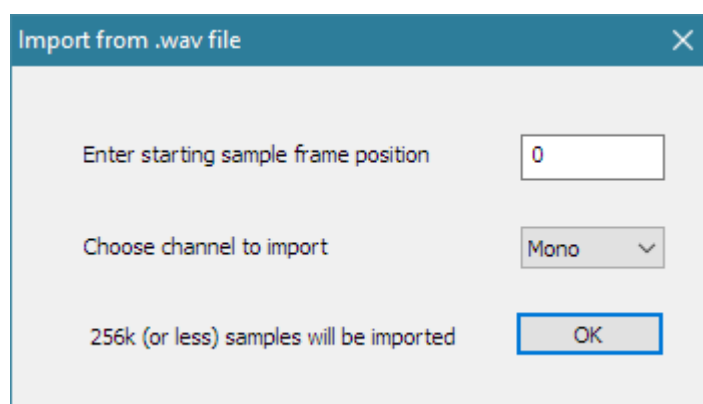 Import from .wav file
Enter starting sample frame position 0
Choose channel to import Mono
256k (or less) samples will be imported OK